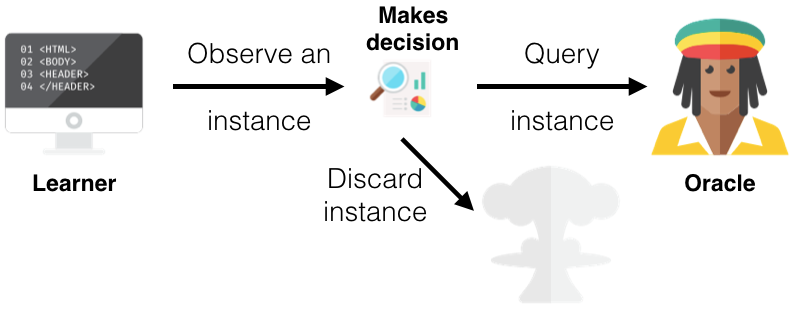 Makes
decision
01 <HTML>
02 <BODY>
03 <HEADER>
04 </HEADER>
Observe an
instance
Query
instance
Discard
instance
Learner
Oracle